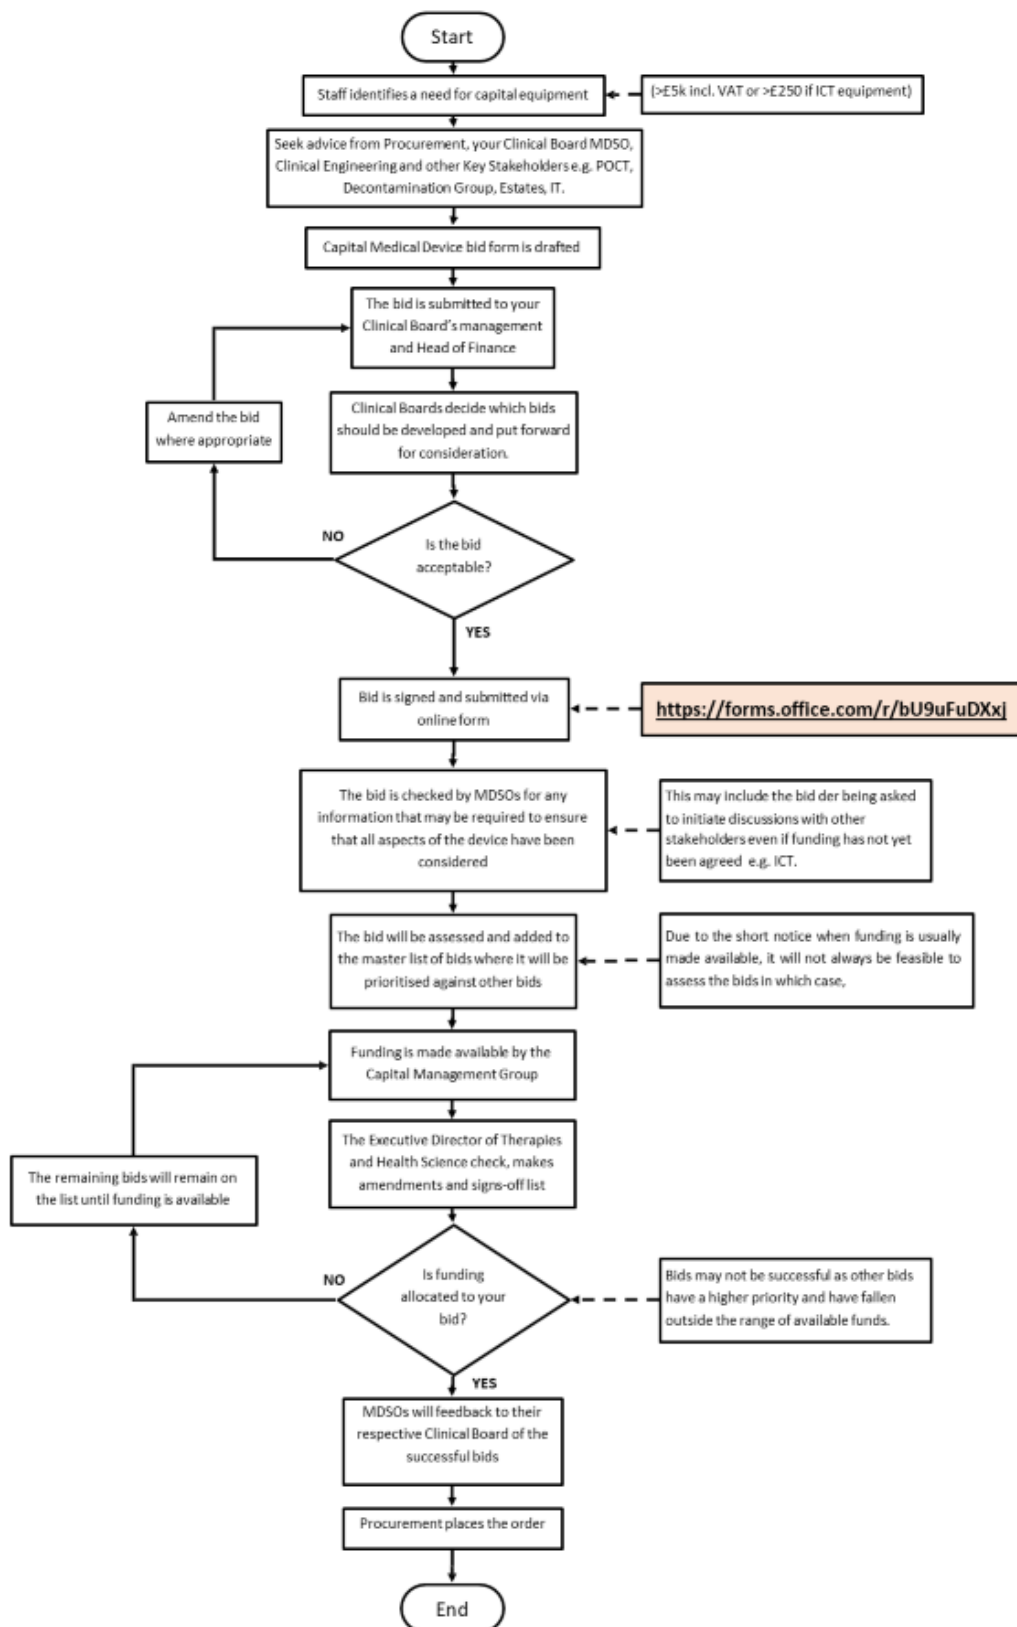 Start
Staff identifies a need for capital equipment
(>£5k incl. VAT or >£250 if ICT equipment)
Seek advice from Procurement, your Clinical Board MDSO,
Clinical Engineering and other Key Stakeholders e.g. POCT,
Decontamination Group, Estates, IT.
Capital Medical Device bid form is drafted
The bid is submitted to your
Clinical Board's management
and Head of Finance
Amend the bid
where appropriate
Clinical Boards decide which bids
should be developed and put forward
for consideration.
NO
Is the bid
acceptable?
YES
Bid is signed and submitted via
online form
https://forms.office.com/r/bU9uFuDXxj
The bid is checked by MDSOs for any
information that may be required to ensure
that all aspects of the device have been
considered
This may include the bid der being asked
to initiate discussions with other
stakeholders even if funding has not yet
been agreed e.g. ICT.
The bid will be assessed and added to
the master list of bids where it will be
prioritised against other bids
Due to the short notice when funding is usually
made available, it will not always be feasible to
assess the bids in which case,
Funding is made available by the
Capital Management Group
The Executive Director of Therapies
and Health Science check, makes
amendments and signs-off list
The remaining bids will remain on
the list until funding is available
NO
Is funding
allocated to your
bid?
Bids may not be successful as other bids
have a higher priority and have fallen
outside the range of available funds.
YES
MDSOs will feedback to their
respective Clinical Board of the
successful bids
Procurement places the order
End